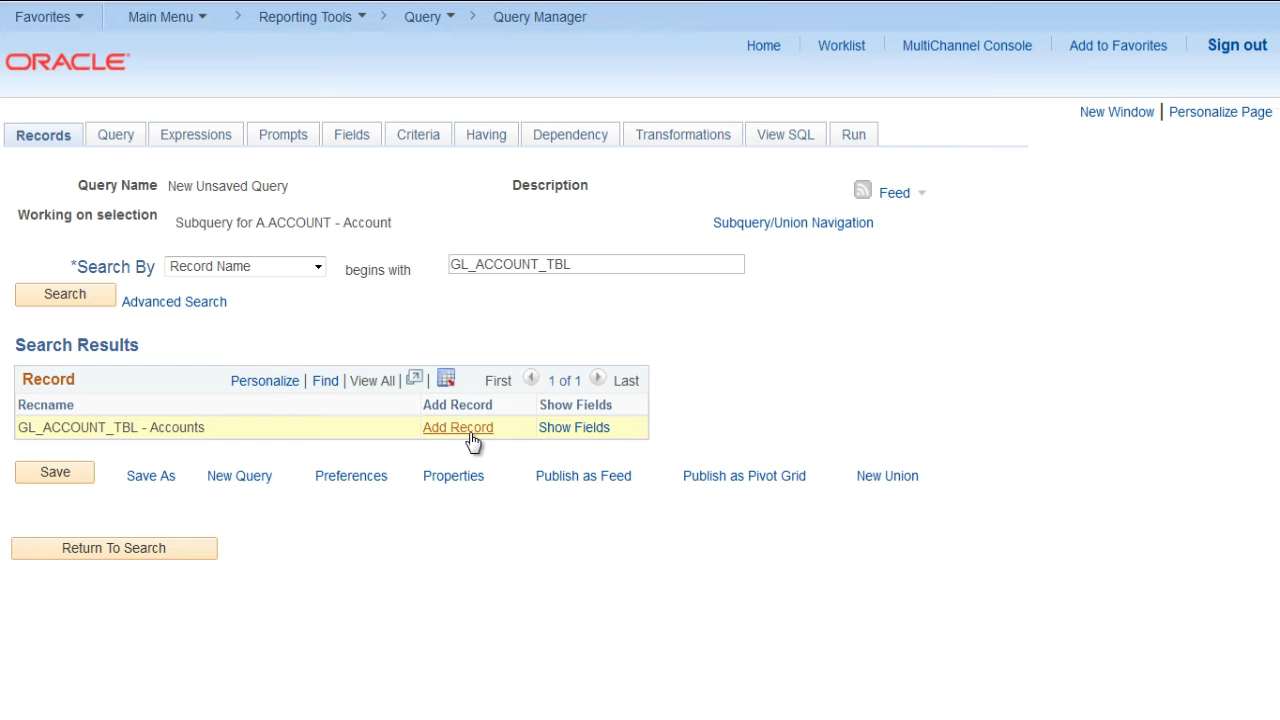 Favorites Main Menu > Reporting Tools > Query > Query Manager
Home Worklist MultiChannel Console Add to Favorites Sign out
ORACLE
New Window | Personalize Page
Records Query Expressions Prompts Fields Criteria Having Dependency Transformations View SQL Run
Query Name New Unsaved Query Description Feed
Working on selection Subquery for A.ACCOUNT - Account Subquery/Union Navigation
*Search By Record Name begins with GL_ACCOUNT_TBL
Search Advanced Search
Search Results
Record Personalize | Find | View All | | First 1 of 1 Last
Recname Add Record Show Fields
GL_ACCOUNT_TBL - Accounts Add Record Show Fields
Save Save As New Query Preferences Properties Publish as Feed Publish as Pivot Grid New Union
Return To Search